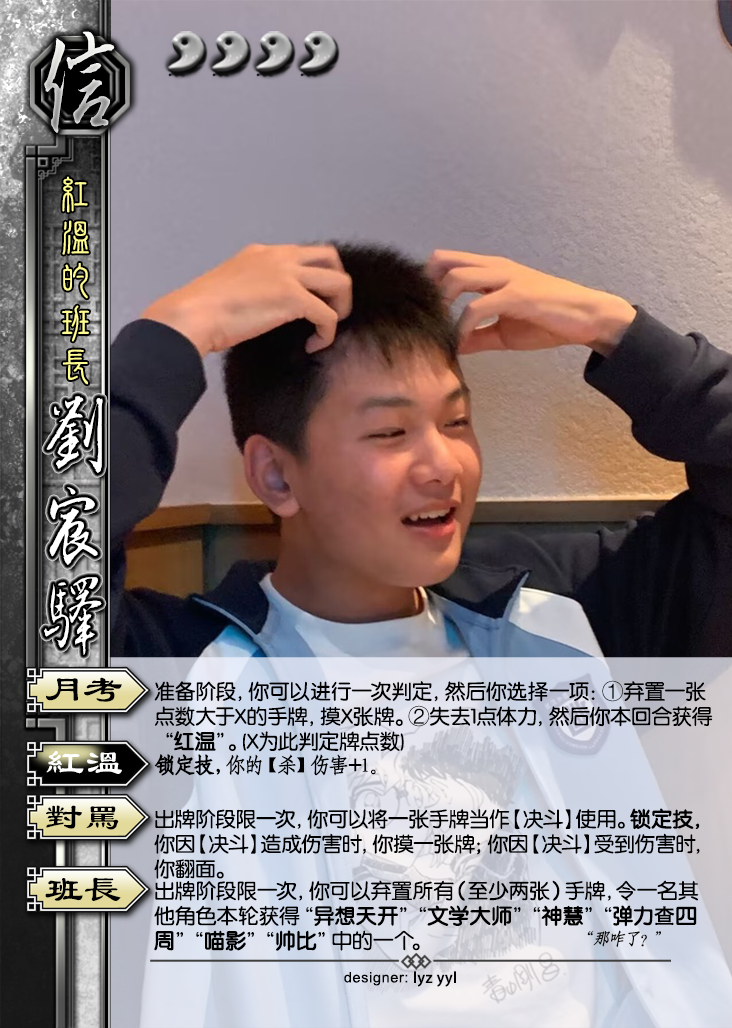 信
紅溫的班長
劉宸驛
月考
准备阶段，你可以进行一次判定，然后你选择一项：①弃置一张
点数大于X的手牌，摸X张牌。②失去1点体力，然后你本回合获得
“红温”。(X为此判定牌点数)
紅溫
锁定技，你的【杀】伤害+1。
對罵
出牌阶段限一次，你可以将一张手牌当作【决斗】使用。锁定技，
你因【决斗】造成伤害时，你摸一张牌；你因【决斗】受到伤害时，
你翻面。
班長
出牌阶段限一次，你可以弃置所有（至少两张）手牌，令一名其
他角色本轮获得“异想天开”“文学大师”“神慧”“弹力查四
周”“喵影”“帅比”中的一个。
“那咋了？”
designer: lyz yyl